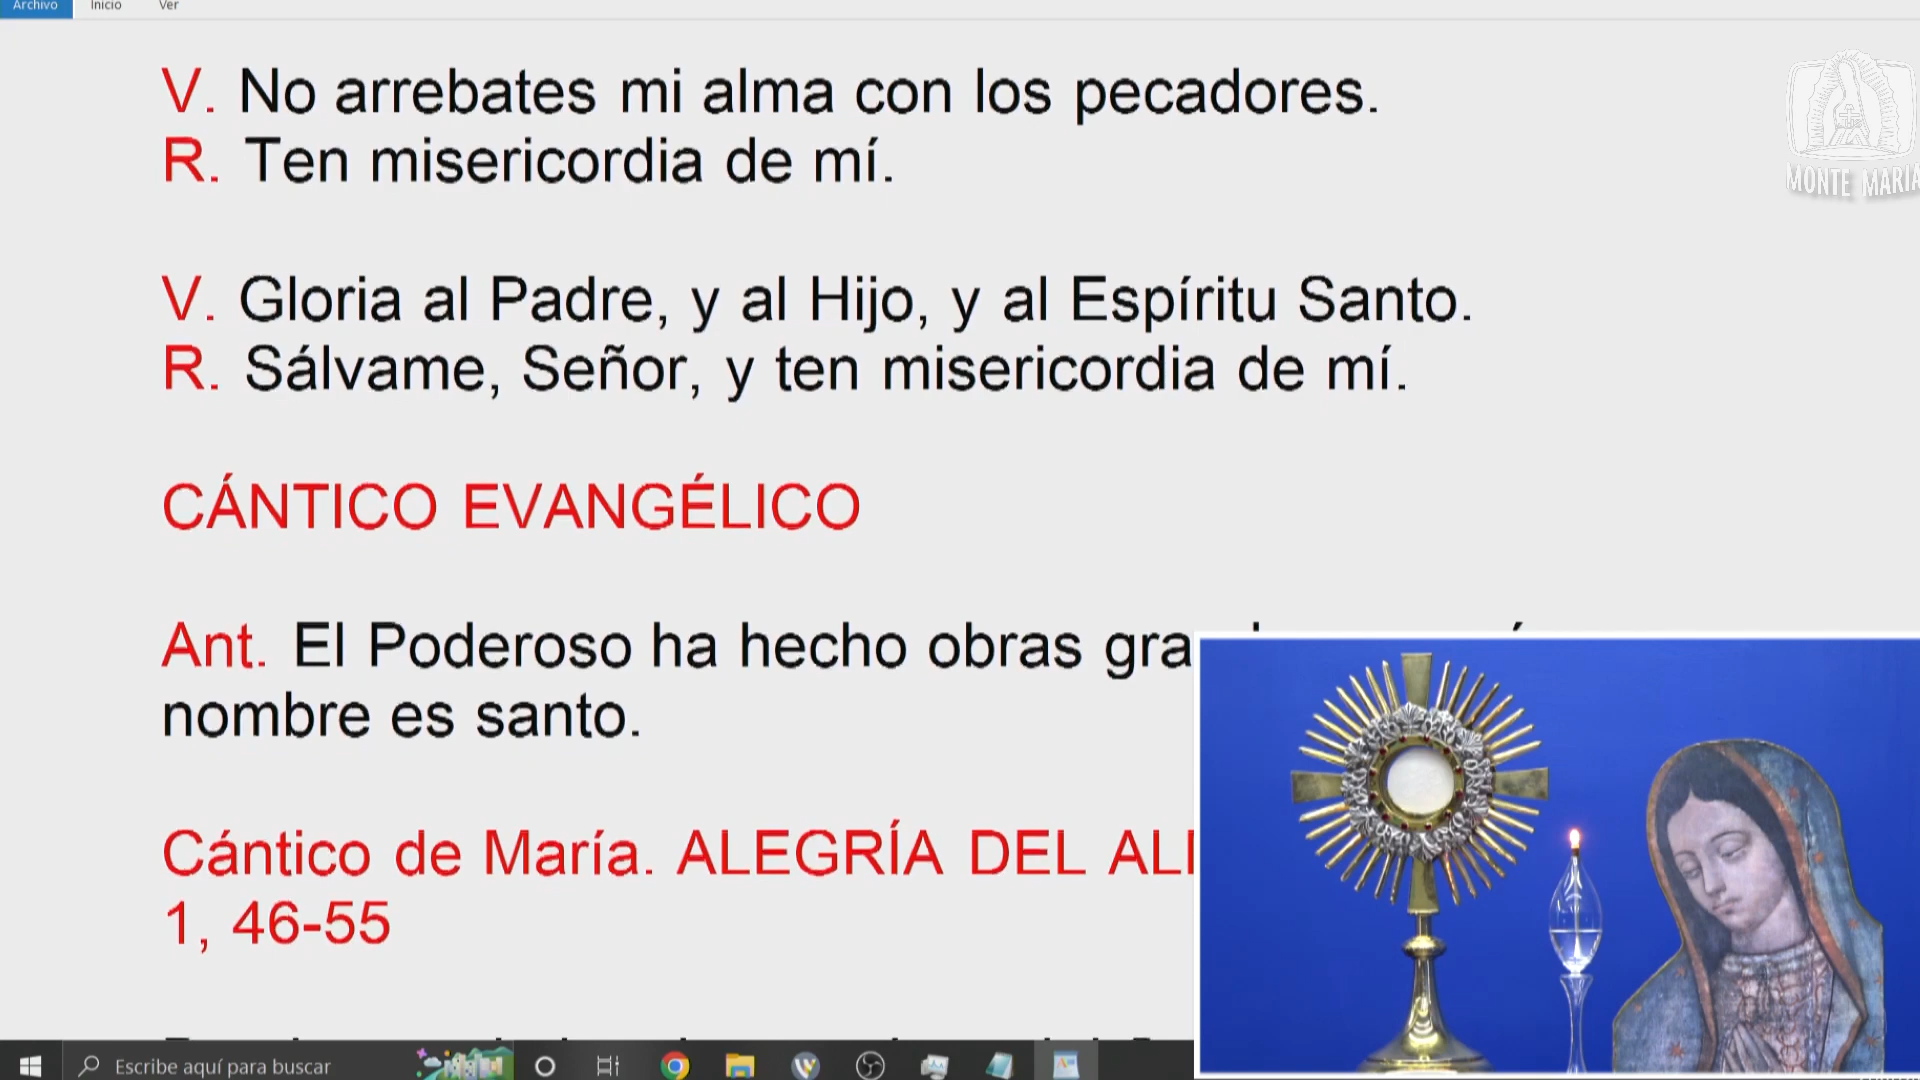 Archivo Inicio Ver
V. No arrebates mi alma con los pecadores.
R. Ten misericordia de mí.
V. Gloria al Padre, y al Hijo, y al Espíritu Santo.
R. Sálvame, Señor, y ten misericordia de mí.
CÁNTICO EVANGÉLICO
Ant. El Poderoso ha hecho obras
nombre es santo.
Cántico de María. ALEGRÍA DEL
1, 46-55
Escribe aquí para buscar
MONTE MARIA